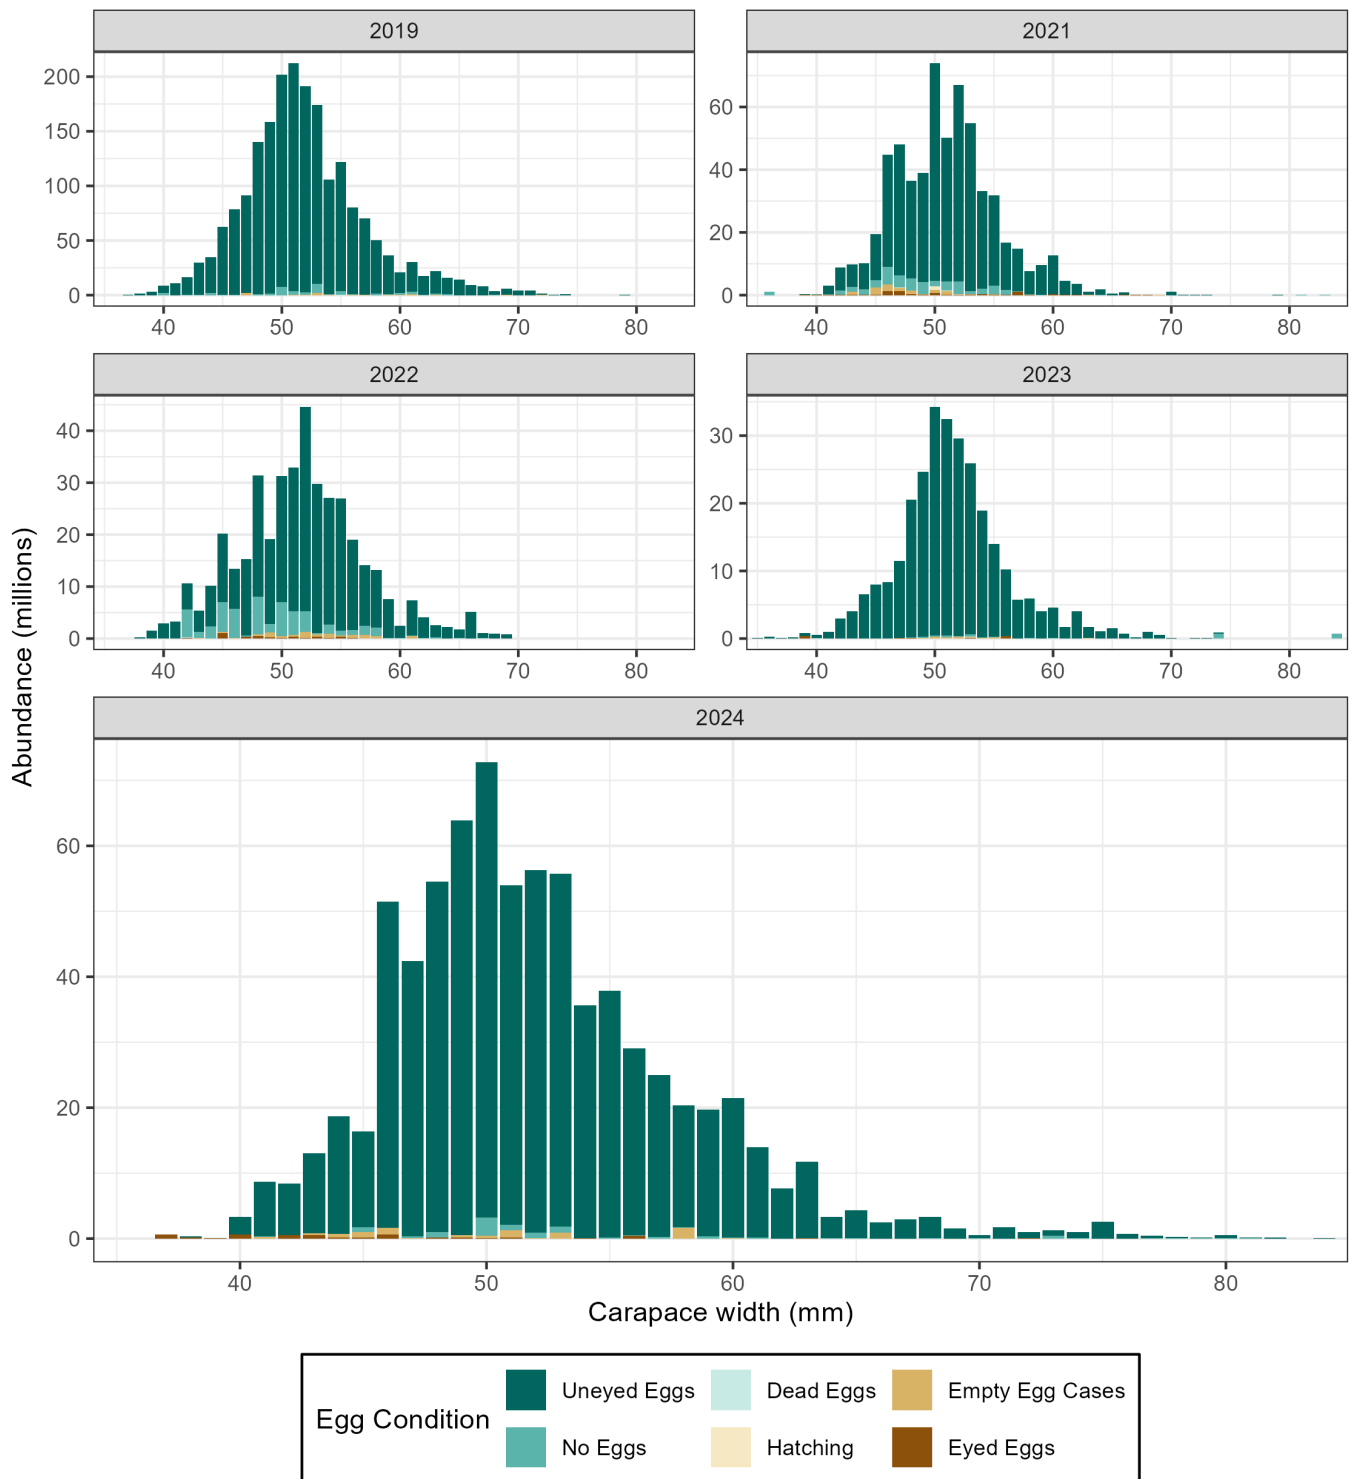 2019
2021
200
150
100
50
0
60
40
20
0
40 50 60 70 80
40 50 60 70 80
2022
2023
40
30
20
10
0
30
20
10
0
40 50 60 70 80
40 50 60 70 80
Abundance (millions)
2024
60
40
20
0
40 50 60 70 80
Carapace width (mm)
Egg Condition
Uneyed Eggs
Dead Eggs
Empty Egg Cases
No Eggs
Hatching
Eyed Eggs